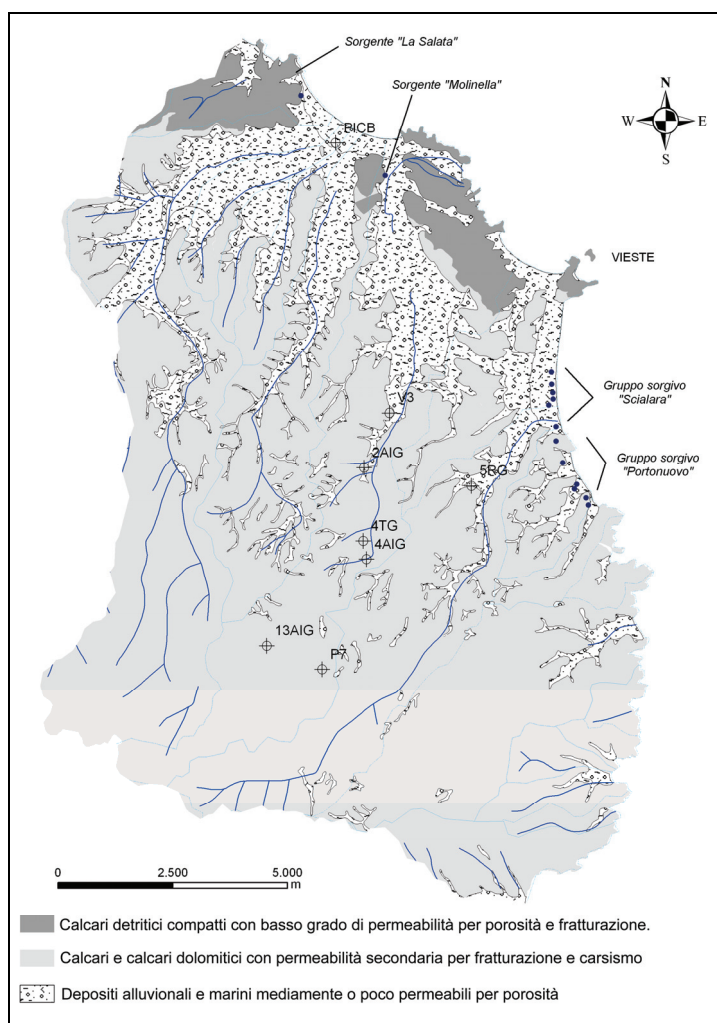 Sorgente "La Salata"
Sorgente "Molinella"
N
W E
S
BICB
VIESTE
Gruppo sorgivo
"Scialara"
V3
2AIG
5RG
Gruppo sorgivo
"Portonuovo"
4TG
4AIG
13AIG
P7
0 2.500 5.000
m
Calcari detritici compatti con basso grado di permeabilità per porosità e fratturazione.
Calcari e calcari dolomitici con permeabilità secondaria per fratturazione e carsismo
Depositi alluvionali e marini mediamente o poco permeabili per porosità